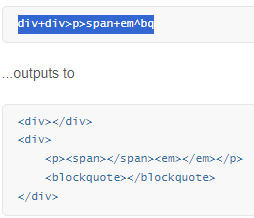 div+div>p>span+em^bq
...outputs to
<div></div>
<div>
    <p><span></span><em></em></p>
    <blockquote></blockquote>
</div>